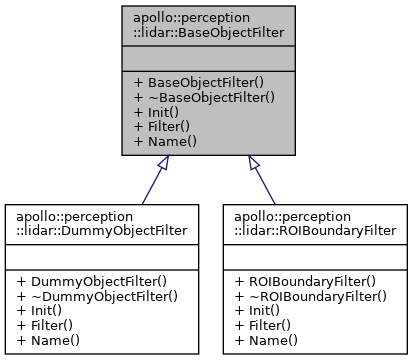 apollo::perception
::lidar::BaseObjectFilter
+ BaseObjectFilter()
+ ~BaseObjectFilter()
+ Init()
+ Filter()
+ Name()
apollo::perception
::lidar::DummyObjectFilter
+ DummyObjectFilter()
+ ~DummyObjectFilter()
+ Init()
+ Filter()
+ Name()
apollo::perception
::lidar::ROIBoundaryFilter
+ ROIBoundaryFilter()
+ ~ROIBoundaryFilter()
+ Init()
+ Filter()
+ Name()